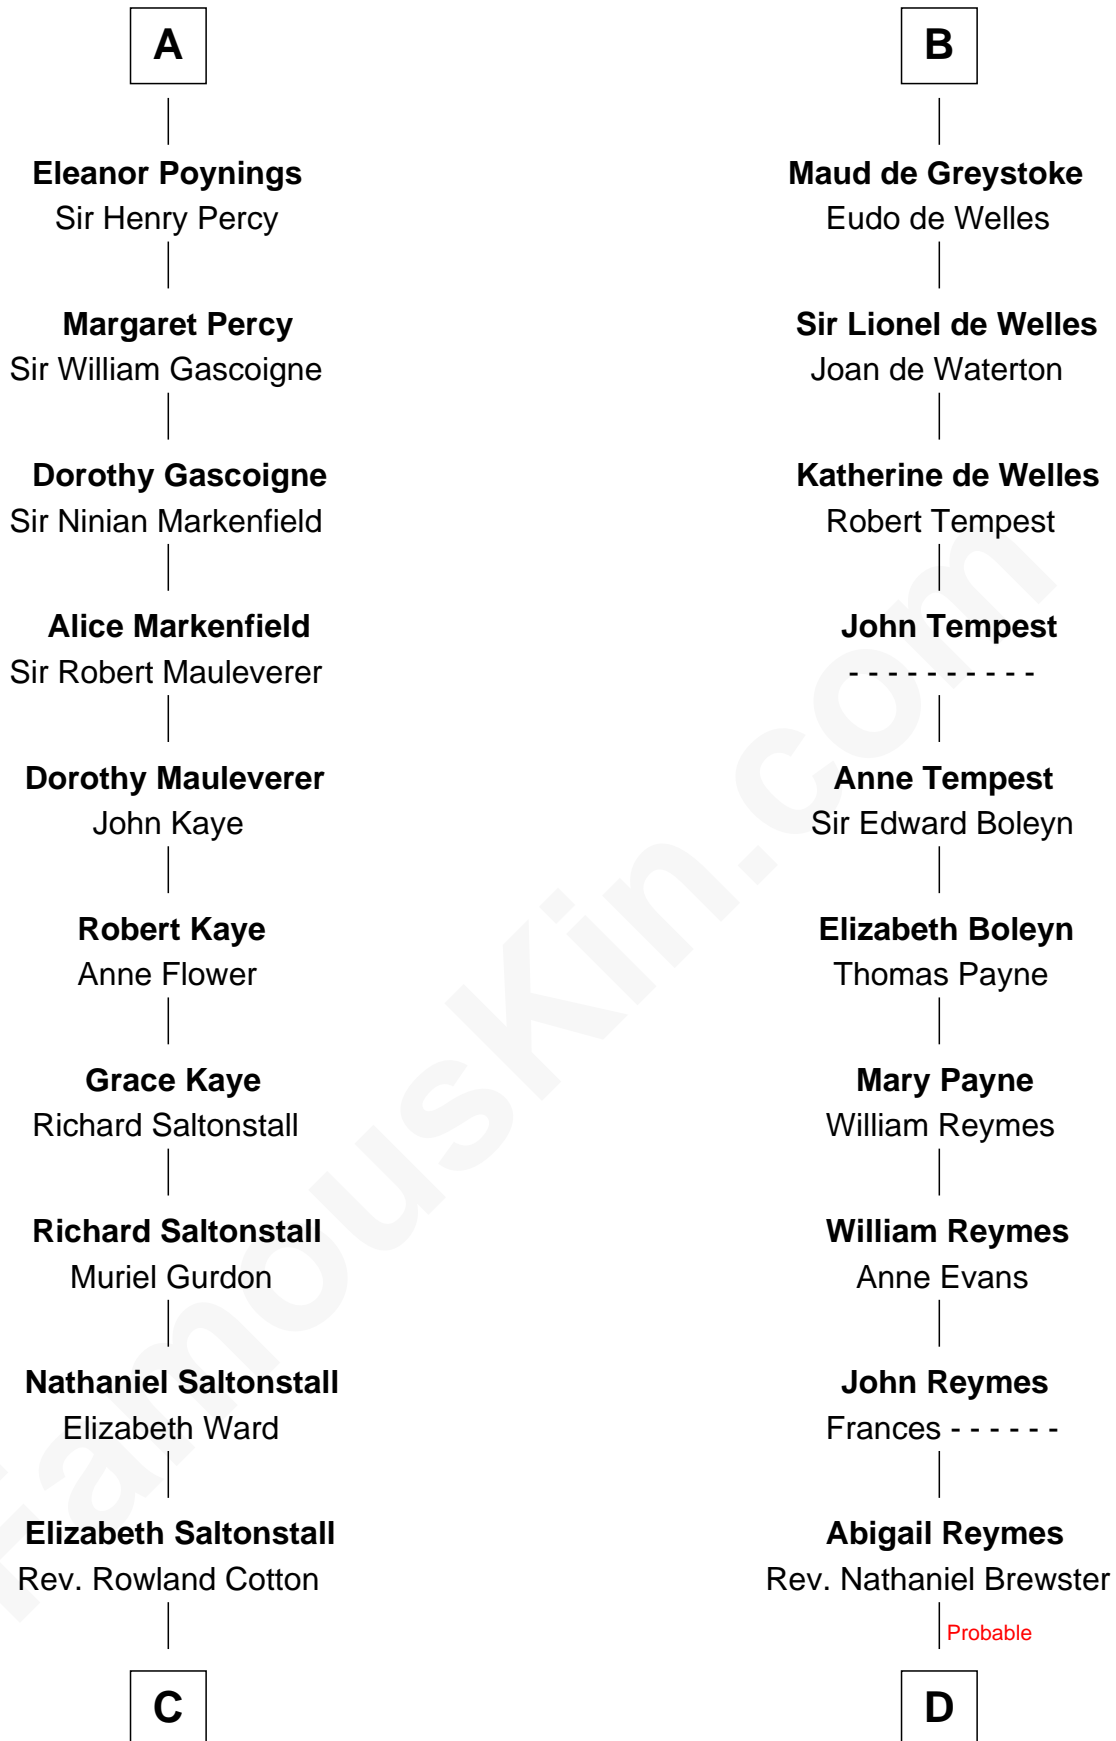 A
Eleanor Poynings
Sir Henry Percy
Margaret Percy
Sir William Gascoigne
Dorothy Gascoigne
Sir Ninian Markenfield
Alice Markenfield
Sir Robert Mauleverer
Dorothy Mauleverer
John Kaye
Robert Kaye
Anne Flower
Grace Kaye
Richard Saltonstall
Richard Saltonstall
Muriel Gurdon
Nathaniel Saltonstall
Elizabeth Ward
Elizabeth Saltonstall
Rev. Rowland Cotton
C
B
Maud de Greystoke
Eudo de Welles
Sir Lionel de Welles
Joan de Waterton
Katherine de Welles
Robert Tempest
John Tempest
- - - - - - - - - -
Anne Tempest
Sir Edward Boleyn
Elizabeth Boleyn
Thomas Payne
Mary Payne
William Reymes
William Reymes
Anne Evans
John Reymes
Frances - - - - - -
Abigail Reymes
Rev. Nathaniel Brewster
Probable
D
FamousKin.com